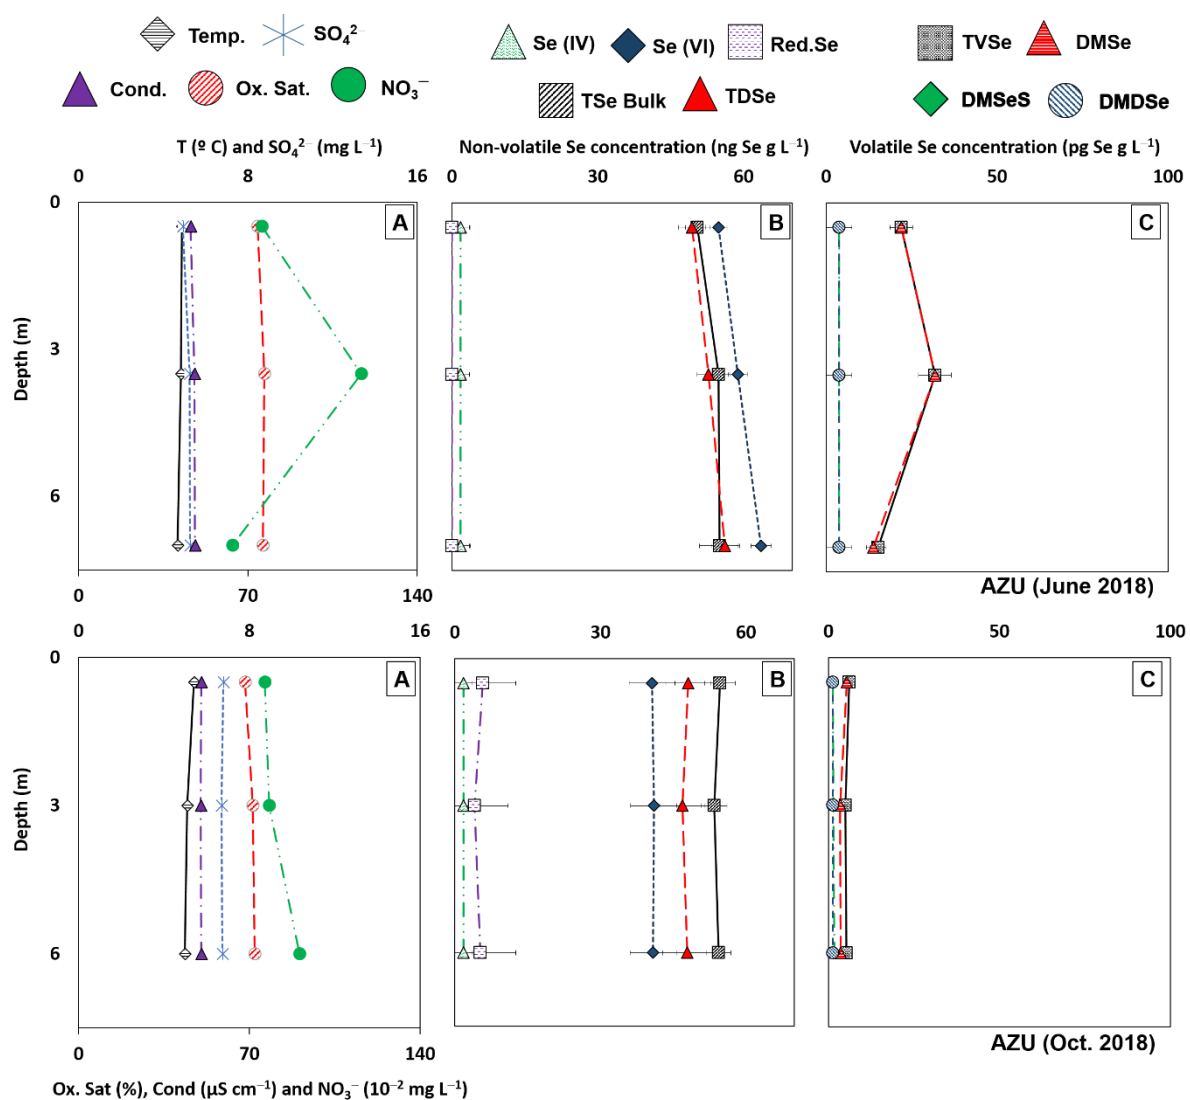 Temp. SO₄²⁻ Se (IV) Se (VI) Red.Se TVSe DMSe
Cond. Ox. Sat. NO₃⁻ TSe Bulk TDSe DMSeS DMDSe
T (º C) and SO₄²⁻ (mg L⁻¹) Non-volatile Se concentration (ng Se g L⁻¹) Volatile Se concentration (pg Se g L⁻¹)
0 8 16 0 30 60 0 50 100
0
3
6
Depth (m)
A B C
AZU (June 2018)
0 70 140
0 8 16 0 30 60 0 50 100
0
3
6
Depth (m)
A B C
AZU (Oct. 2018)
0 70 140
Ox. Sat (%), Cond (µS cm⁻¹) and NO₃⁻ (10⁻² mg L⁻¹)